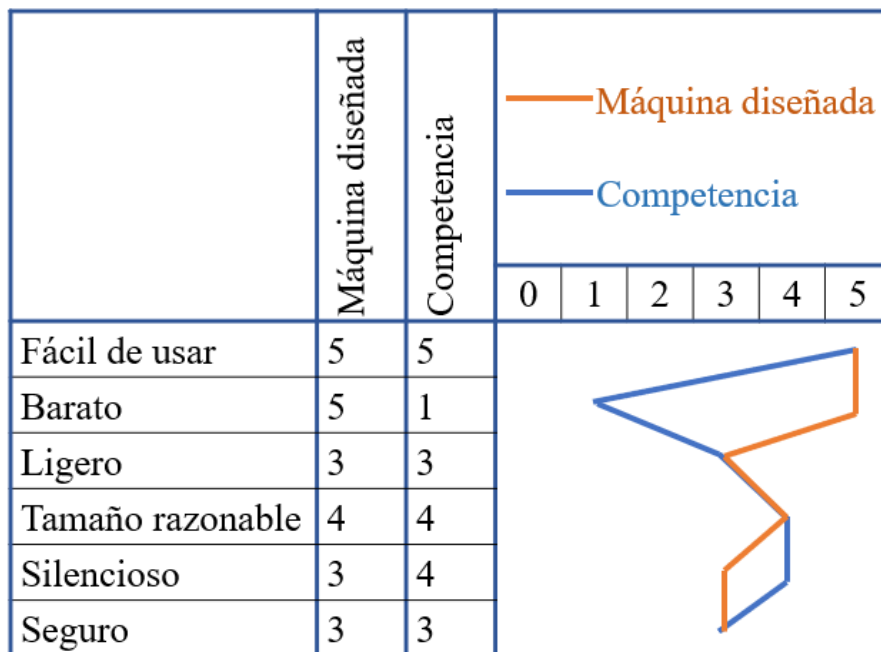 Máquina diseñada
Competencia
Máquina diseñada
Competencia
0 1 2 3 4 5
Fácil de usar 5 5
Barato 5 1
Ligero 3 3
Tamaño razonable 4 4
Silencioso 3 4
Seguro 3 3